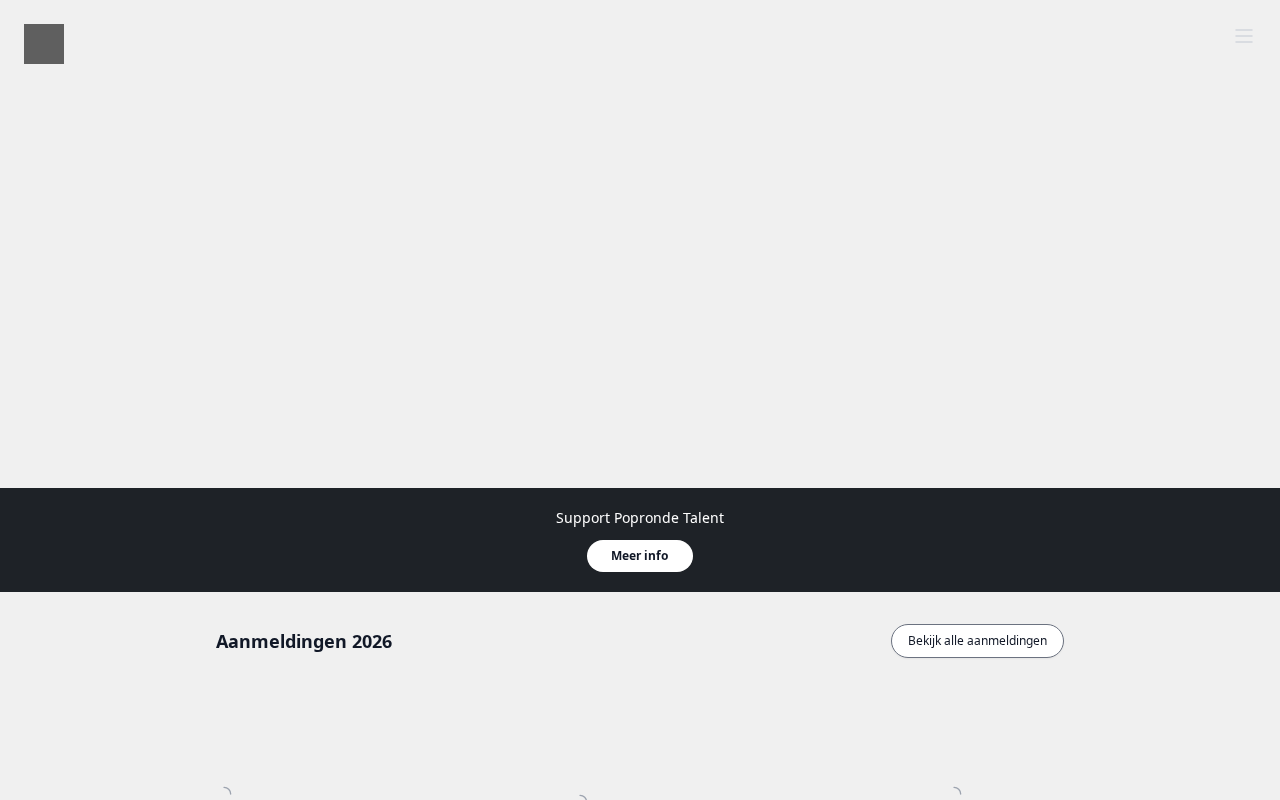 Support Popronde Talent
Meer info
Aanmeldingen 2026
Bekijk alle aanmeldingen